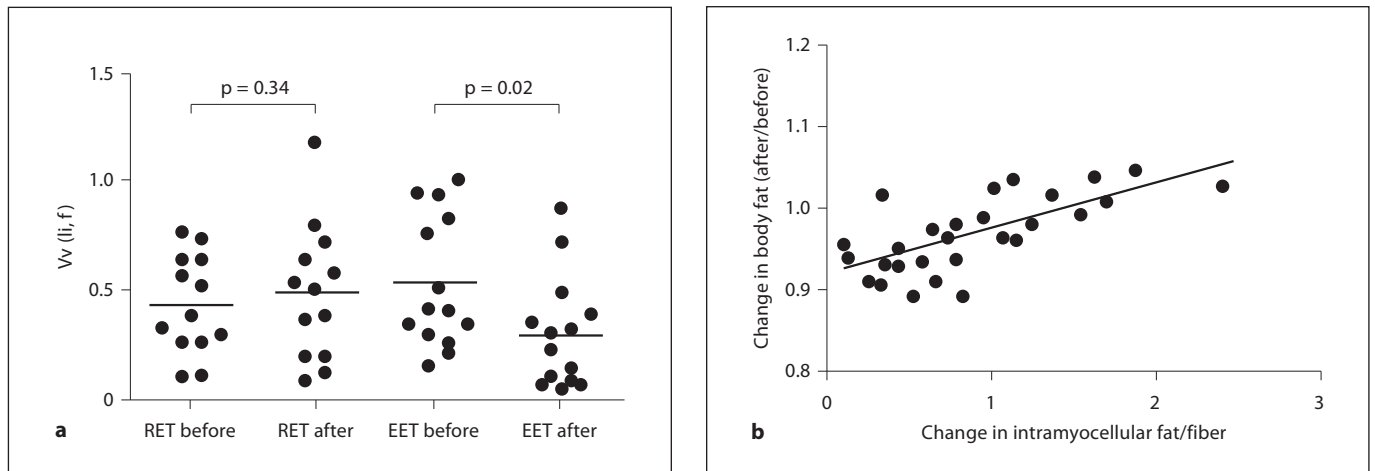 1.5
p = 0.34
p = 0.02
1.0
Vv (li, f)
0.5
0
a
RET before
RET after
EET before
EET after
1.2
1.1
Change in body fat (after/before)
1.0
0.9
0.8
0
1
2
3
b
Change in intramyocellular fat/fiber